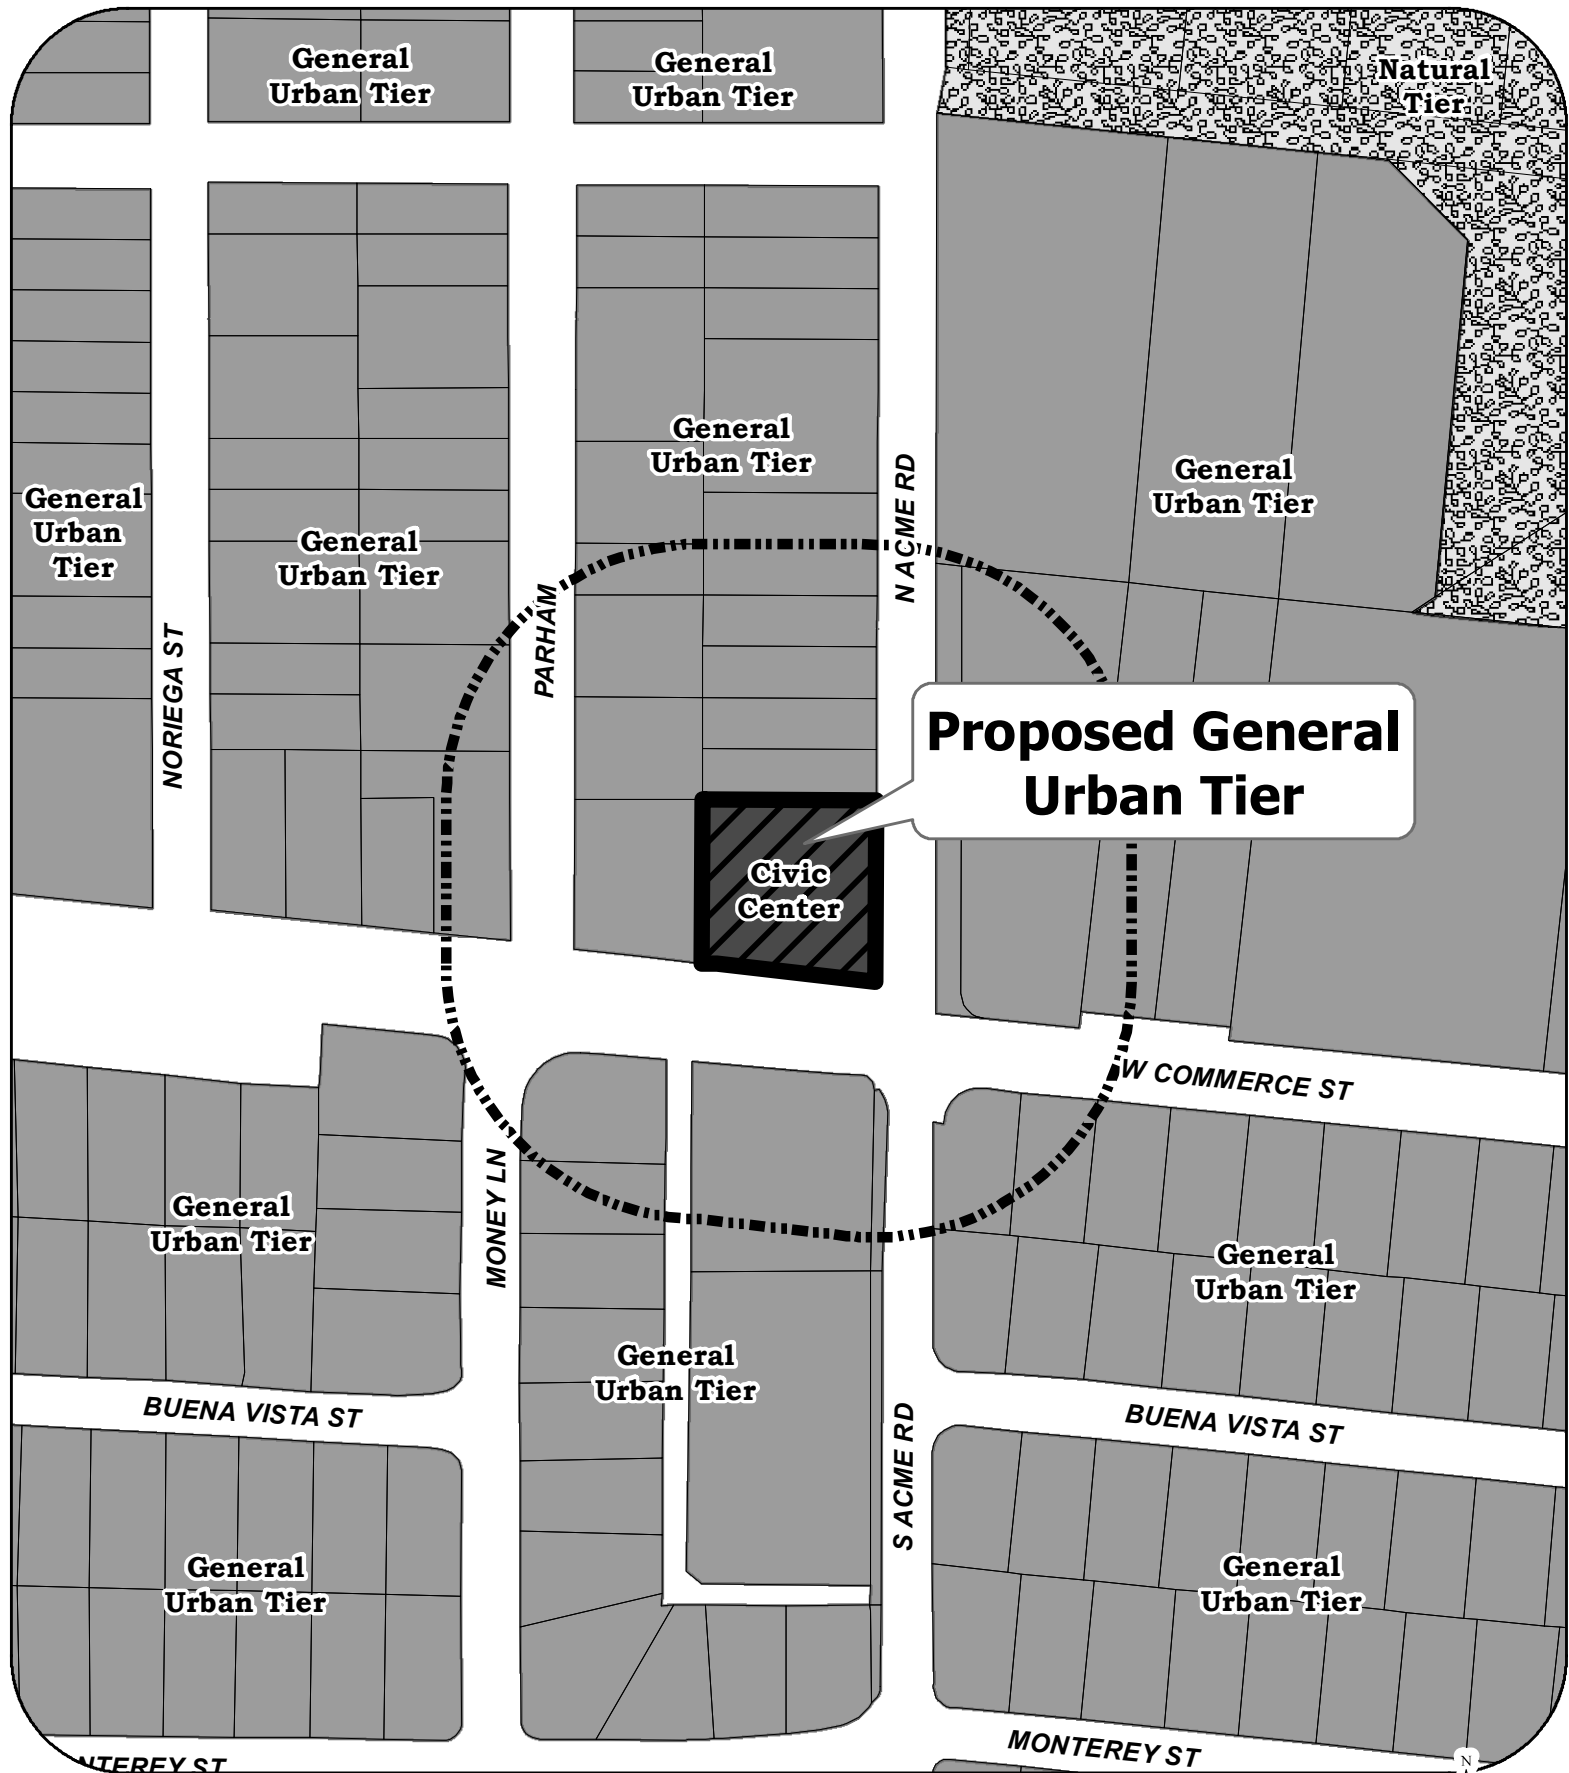 General
Urban Tier
General
Urban Tier
Natural
Tier
General
Urban Tier
General
Urban Tier
General
Urban
Tier
General
Urban Tier
N ACME RD
PARHAM
NORIEGA ST
Proposed General
Urban Tier
Civic
Center
W COMMERCE ST
MONEY LN
General
Urban Tier
General
Urban Tier
General
Urban Tier
BUENA VISTA ST
BUENA VISTA ST
S ACME RD
General
Urban Tier
General
Urban Tier
NTEREY ST
MONTEREY ST
N